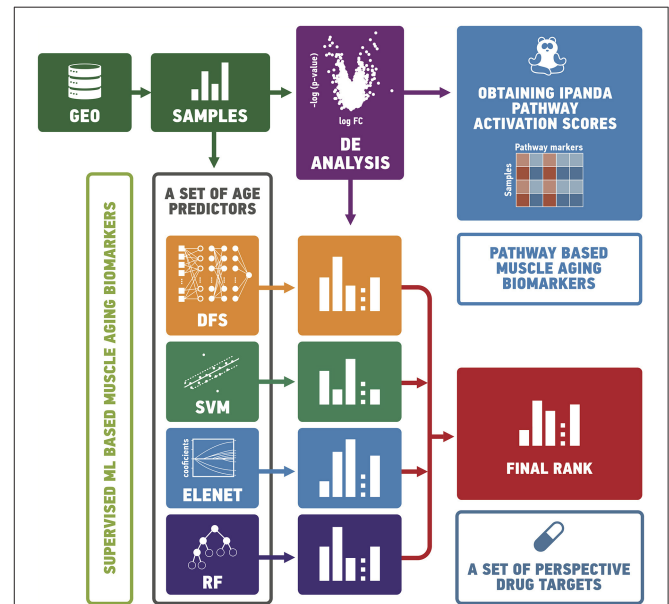 GEO
SAMPLES
-log (p-value)
log FC
DE
ANALYSIS
OBTAINING IPANDA
PATHWAY
ACTIVATION SCORES
Pathway markers
Samples
SUPERVISED ML BASED MUSCLE AGING BIOMARKERS
A SET OF AGE
PREDICTORS
DFS
SVM
cooficients
ELENET
RF
PATHWAY BASED
MUSCLE AGING
BIOMARKERS
FINAL RANK
A SET OF PERSPECTIVE
DRUG TARGETS